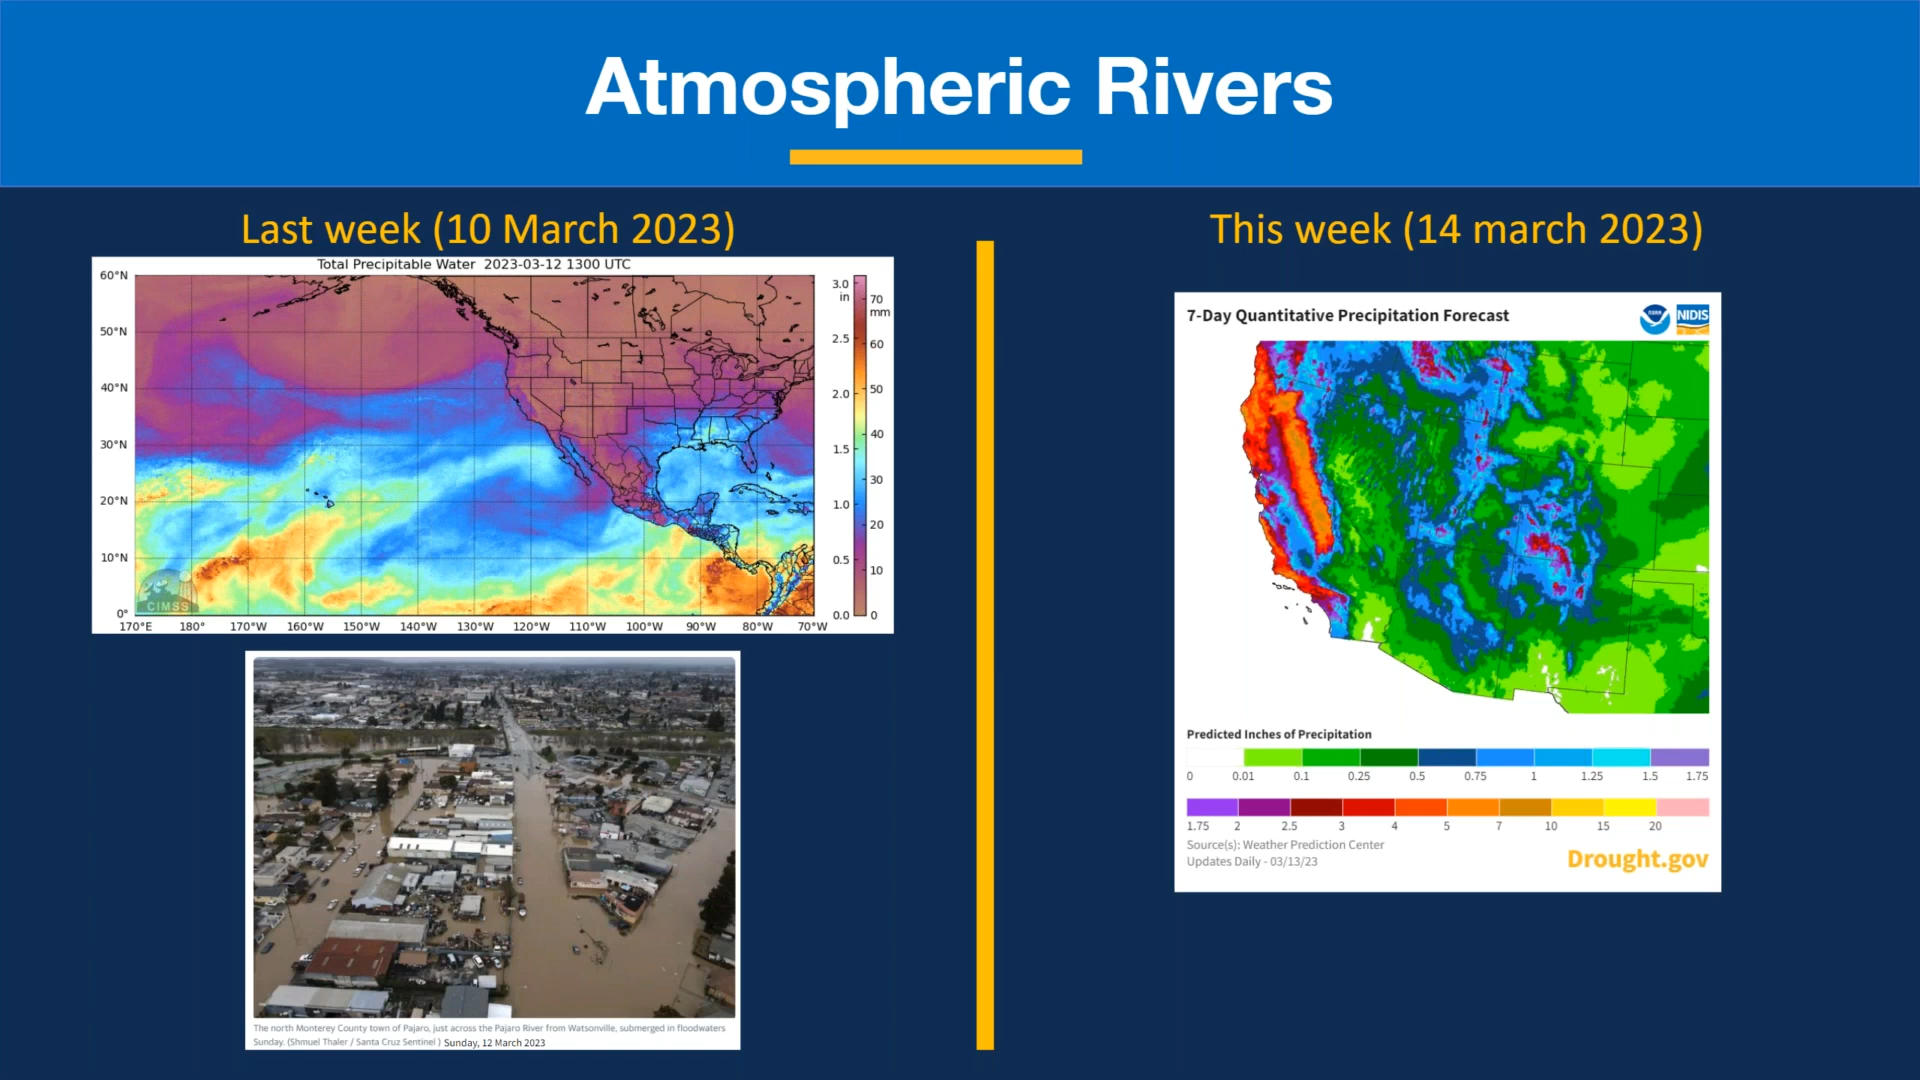 Atmospheric Rivers
Last week (10 March 2023)
Total Precipitable Water 2023-03-12 1300 UTC
60°N
50°N
40°N
30°N
20°N
10°N
0°
170°E 180° 170°W 160°W 150°W 140°W 130°W 120°W 110°W 100°W 90°W 80°W 70°W
3.0
in
2.5
2.0
1.5
1.0
0.5
0.0
70
mm
60
50
40
30
20
10
0
CIMSS
The north Monterey County town of Pajaro, just across the Pajaro River from Watsonville, submerged in floodwaters
Sunday. (Shmuel Thaler / Santa Cruz Sentinel ) Sunday, 12 March 2023
This week (14 march 2023)
7-Day Quantitative Precipitation Forecast
NOAA
NIDIS
Predicted Inches of Precipitation
0 0.01 0.1 0.25 0.5 0.75 1 1.25 1.5 1.75
1.75 2 2.5 3 4 5 7 10 15 20
Source(s): Weather Prediction Center
Updates Daily - 03/13/23
Drought.gov